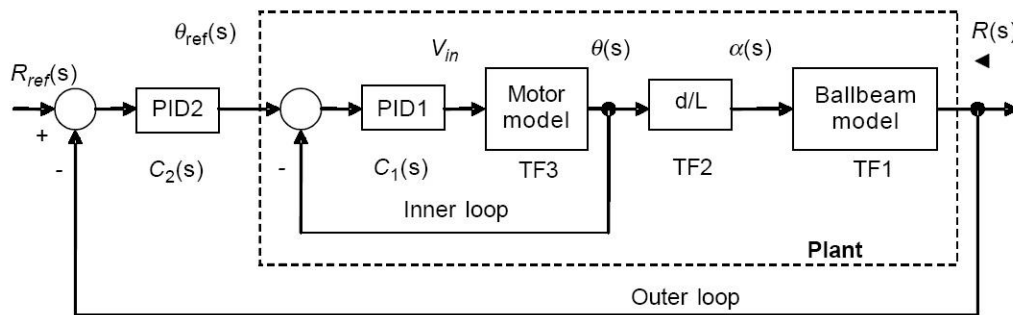 θref(s)
Vin
θ(s)
α(s)
R(s)
Rref(s)
PID2
PID1
Motor
model
d/L
Ballbeam
model
+
-
C2(s)
-
C1(s)
TF3
TF2
TF1
Inner loop
Plant
Outer loop